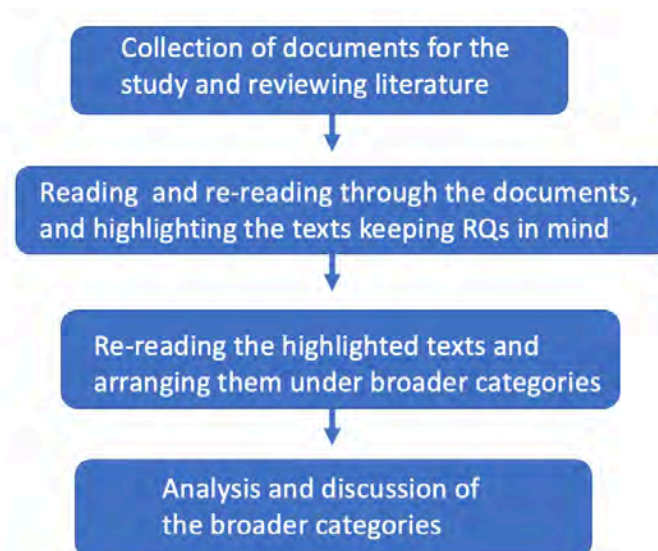 Collection of documents for the
study and reviewing literature
Reading and re-reading through the documents,
and highlighting the texts keeping RQs in mind
Re-reading the highlighted texts and
arranging them under broader categories
Analysis and discussion of
the broader categories